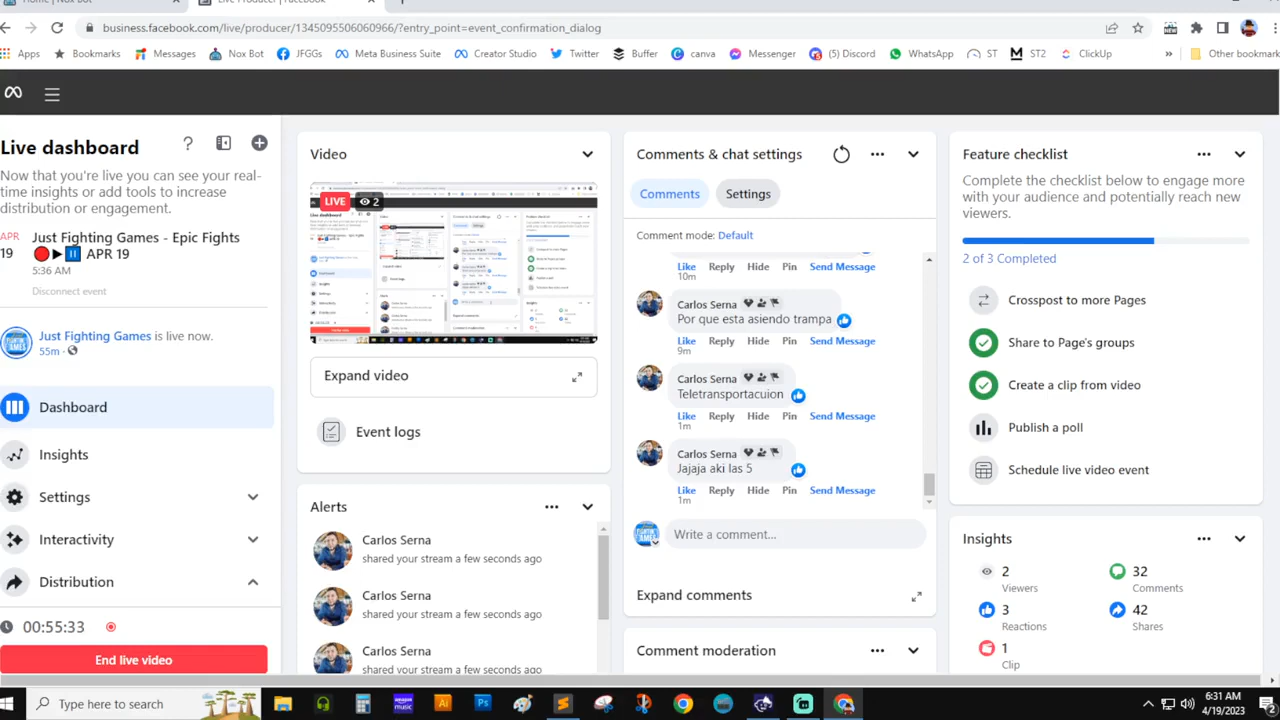 Home | Nox Bot
Live Producer | Facebook
business.facebook.com/live/producer/1345095506060966/?entry_point=event_confirmation_dialog
Apps Bookmarks Messages Nox Bot JFGGs Meta Business Suite Creator Studio Twitter Buffer canva Messenger (5) Discord WhatsApp ST ST2 ClickUp » Other bookmark
Live dashboard
Now that you're live you can see your real-
time insights or add tools to increase
distribution or engagement.
APR
19
Just Fighting Games - Epic Fights
APR 19
5:36 AM
Disconnect event
Just Fighting Games is live now.
55m ·
Dashboard
Insights
Settings
Interactivity
Distribution
00:55:33
End live video
Video
LIVE 2
Expand video
Event logs
Alerts
Carlos Serna
shared your stream a few seconds ago
Carlos Serna
shared your stream a few seconds ago
Carlos Serna
shared your stream a few seconds ago
Comments & chat settings
Comments Settings
Comment mode: Default
Like Reply Hide Pin Send Message
10m
Carlos Serna
Por que esta asiendo trampa
Like Reply Hide Pin Send Message
9m
Carlos Serna
Teletransportacuion
Like Reply Hide Pin Send Message
1m
Carlos Serna
Jajaja aki las 5
Like Reply Hide Pin Send Message
1m
Write a comment...
Expand comments
Comment moderation
Feature checklist
Complete the checklist below to engage more
with your audience and potentially reach new
viewers.
2 of 3 Completed
Crosspost to more Pages
Share to Page's groups
Create a clip from video
Publish a poll
Schedule live video event
Insights
2
Viewers
32
Comments
3
Reactions
42
Shares
1
Clip
Type here to search
6:31 AM
4/19/2023
2